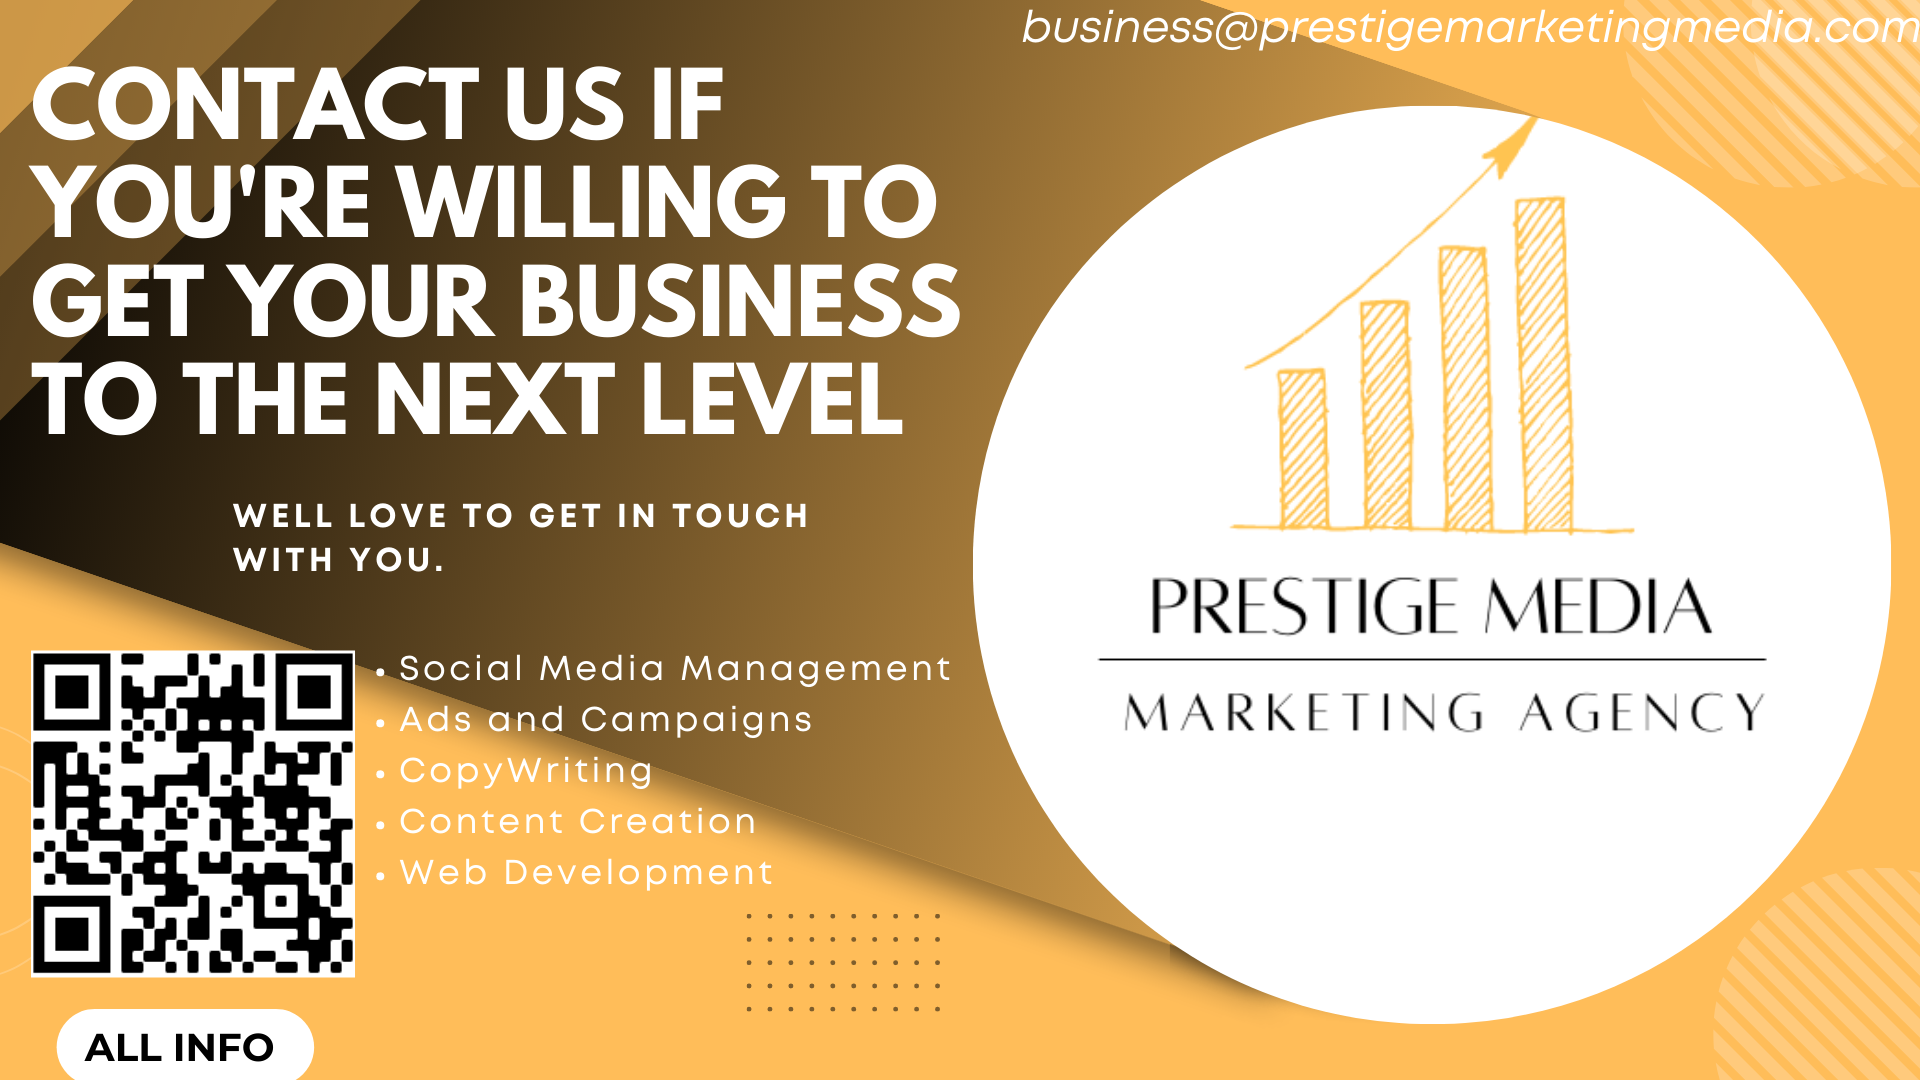 business@prestigemarketingmedia.com
CONTACT US IF
YOU'RE WILLING TO
GET YOUR BUSINESS
TO THE NEXT LEVEL
WELL LOVE TO GET IN TOUCH
WITH YOU.
• Social Media Management
• Ads and Campaigns
• CopyWriting
• Content Creation
• Web Development
ALL INFO
PRESTIGE MEDIA
MARKETING AGENCY